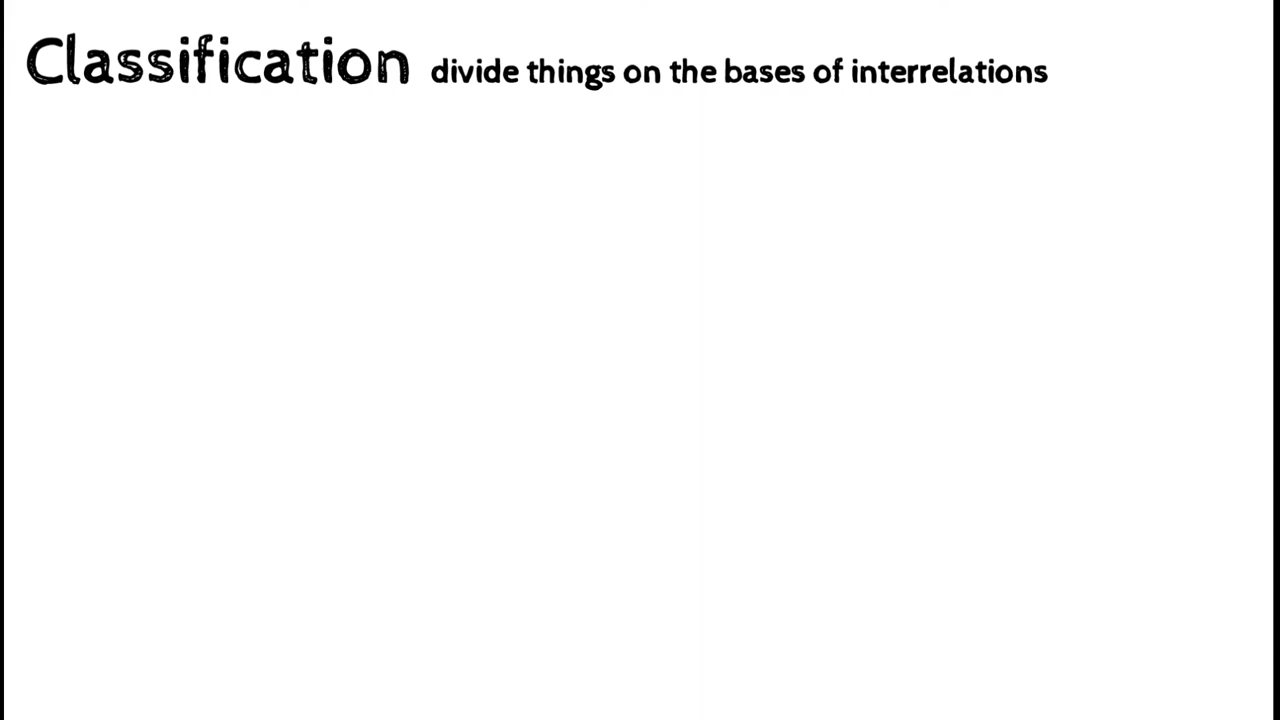 Classification divide things on the bases of interrelations